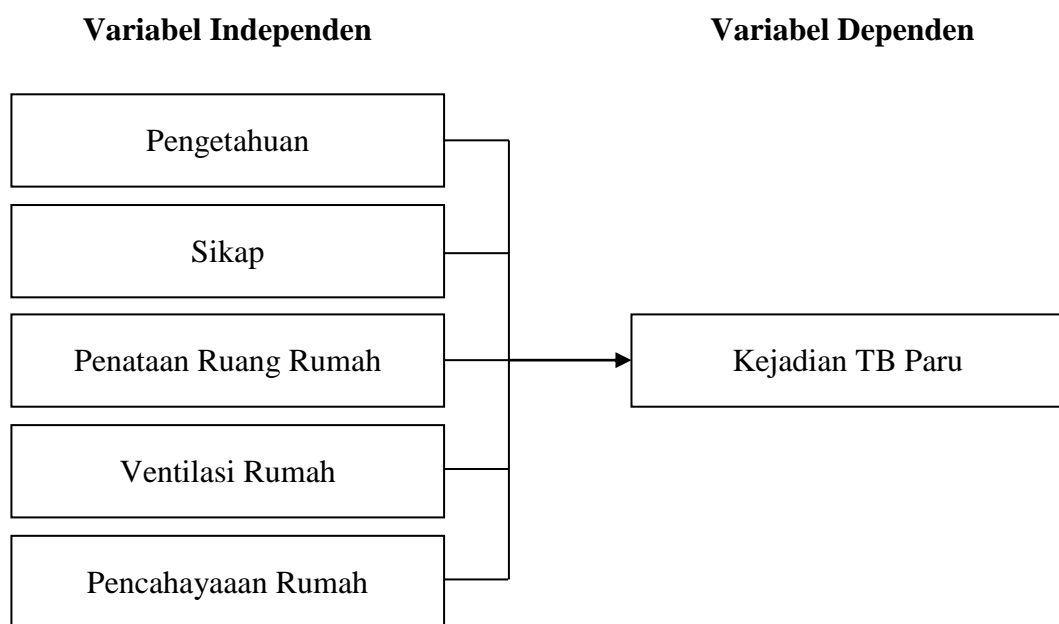 Variabel Independen
Variabel Dependen
Pengetahuan
Sikap
Penataan Ruang Rumah
Kejadian TB Paru
Ventilasi Rumah
Pencahayaaan Rumah